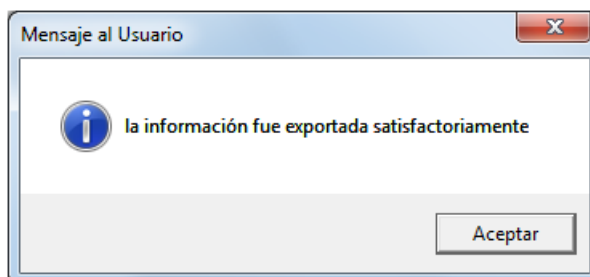 Mensaje al Usuario
la información fue exportada satisfactoriamente
Aceptar